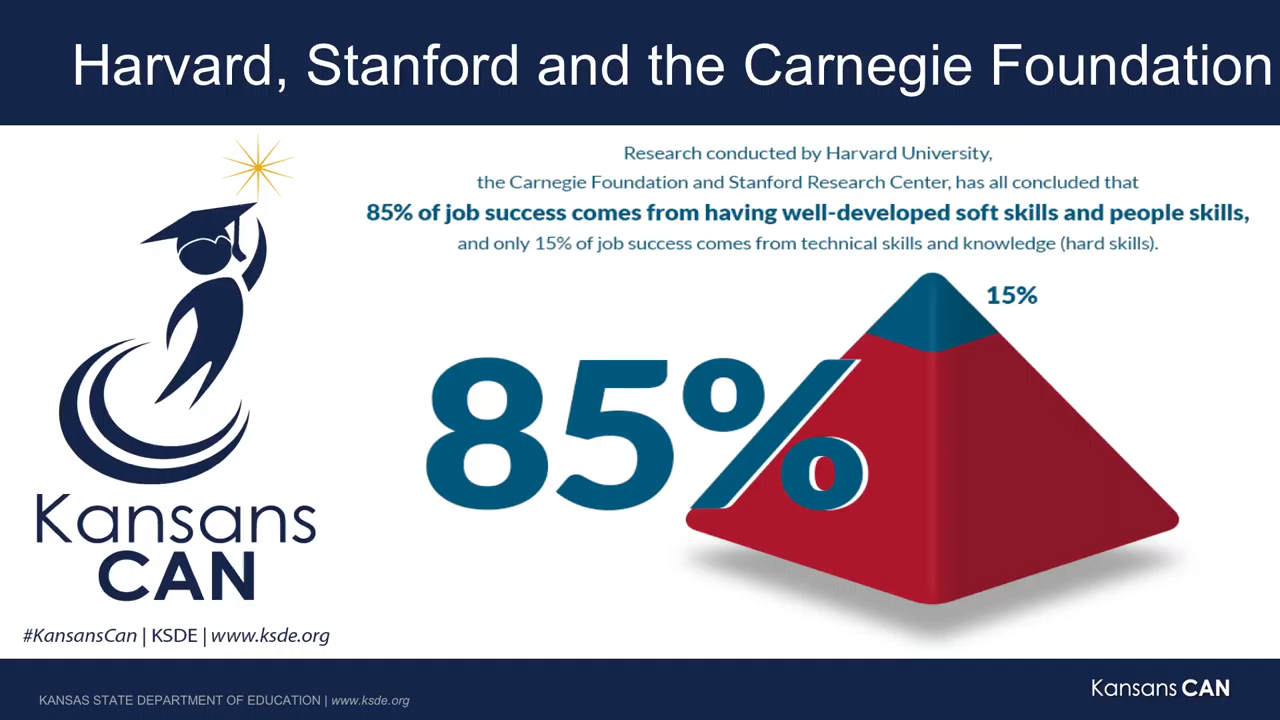 Harvard, Stanford and the Carnegie Foundation
Research conducted by Harvard University,
the Carnegie Foundation and Stanford Research Center, has all concluded that
85% of job success comes from having well-developed soft skills and people skills,
and only 15% of job success comes from technical skills and knowledge (hard skills).
15%
85%
Kansans
CAN
#KansansCan | KSDE | www.ksde.org
KANSAS STATE DEPARTMENT OF EDUCATION | www.ksde.org
Kansans CAN